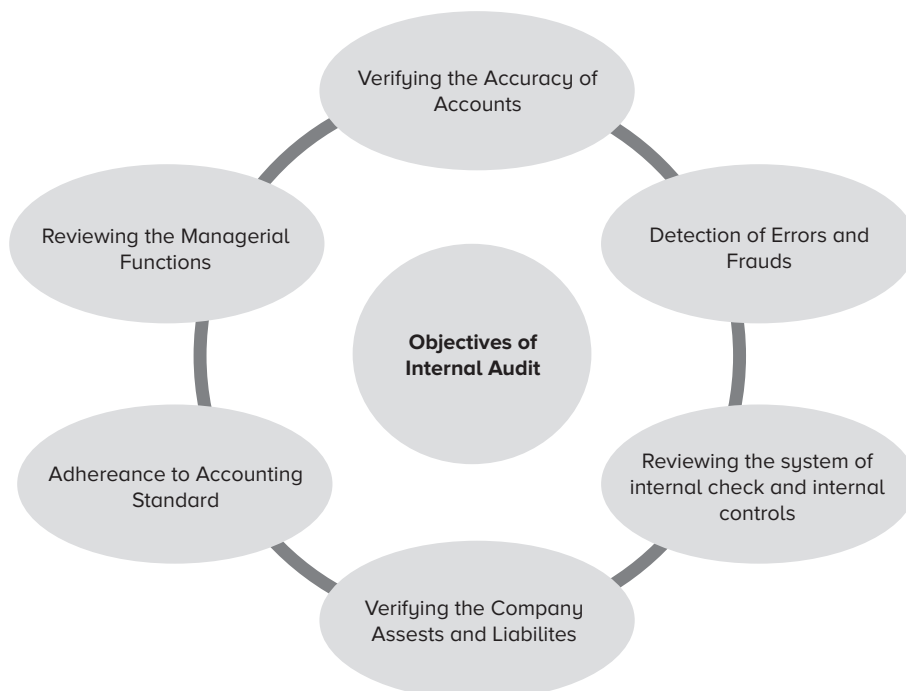 Verifying the Accuracy of
Accounts
Detection of Errors and
Frauds
Reviewing the system of
internal check and internal
controls
Verifying the Company
Assests and Liabilites
Adhereance to Accounting
Standard
Reviewing the Managerial
Functions
Objectives of
Internal Audit